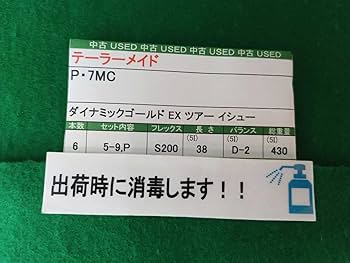 中古 USED 中古 USED 中古 USED 中古 USED
テーラーメイド
P・7MC
ダイナミックゴールド EX ツアー イシュー
本数 セット内容 フレックス 長さ バランス 総重量
(5I) (5I) (5I)
6 5-9,P S200 38 D-2 430
出荷時に消毒します！！